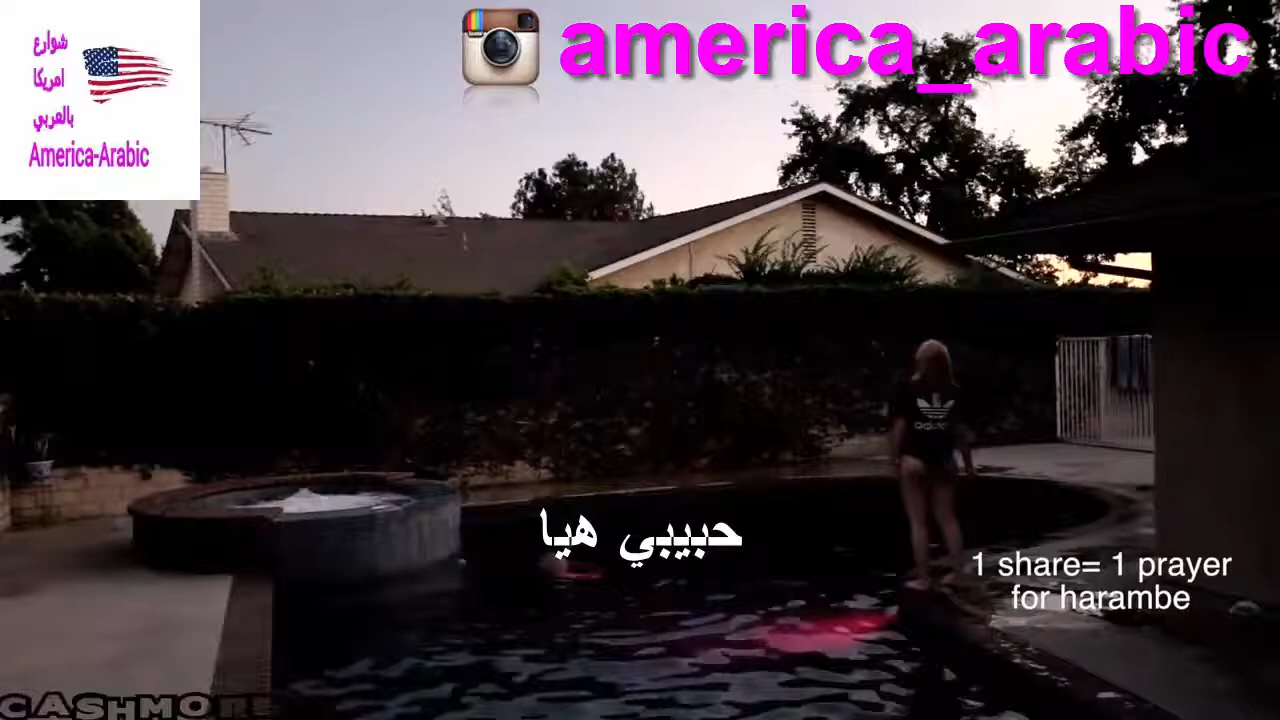 شوارع
امريكا
بالعربي
America-Arabic
america_arabic
adidas
حبيبي هيا
1 share= 1 prayer
for harambe
CASHMORE